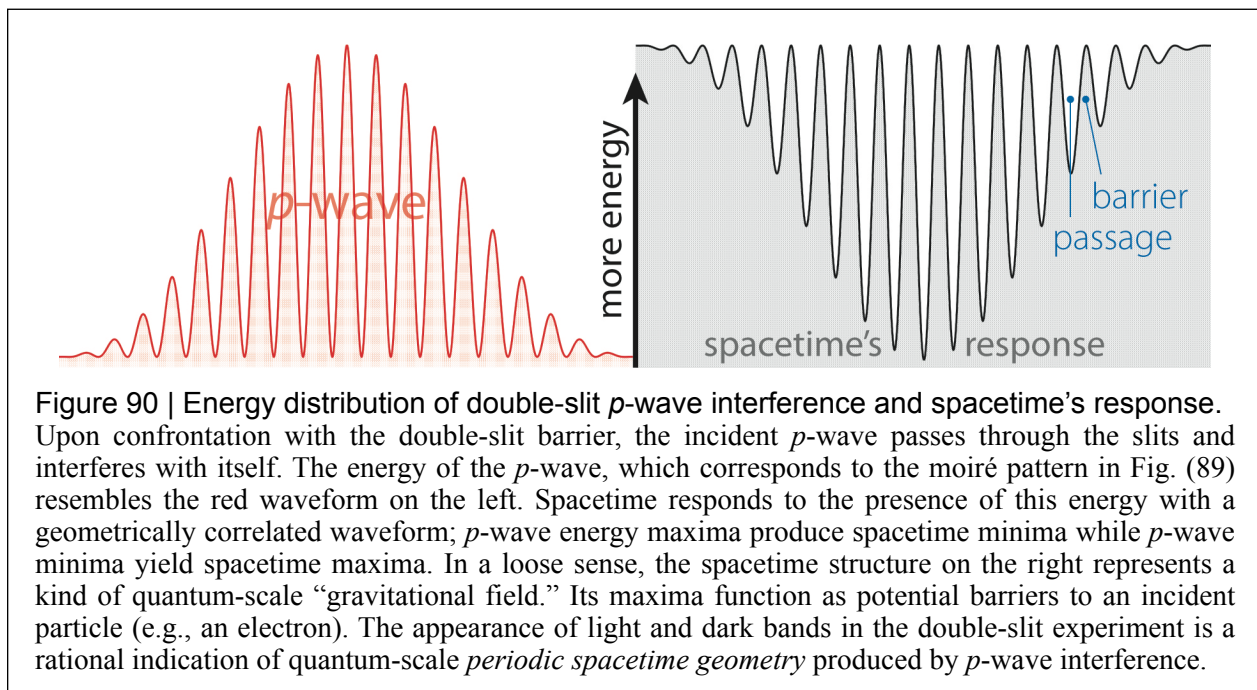 p-wave
more energy
barrier
passage
spacetime's response
Figure 90 | Energy distribution of double-slit p-wave interference and spacetime's response.
Upon confrontation with the double-slit barrier, the incident p-wave passes through the slits and
interferes with itself. The energy of the p-wave, which corresponds to the moiré pattern in Fig. (89)
resembles the red waveform on the left. Spacetime responds to the presence of this energy with a
geometrically correlated waveform; p-wave energy maxima produce spacetime minima while p-wave
minima yield spacetime maxima. In a loose sense, the spacetime structure on the right represents a
kind of quantum-scale “gravitational field.” Its maxima function as potential barriers to an incident
particle (e.g., an electron). The appearance of light and dark bands in the double-slit experiment is a
rational indication of quantum-scale periodic spacetime geometry produced by p-wave interference.